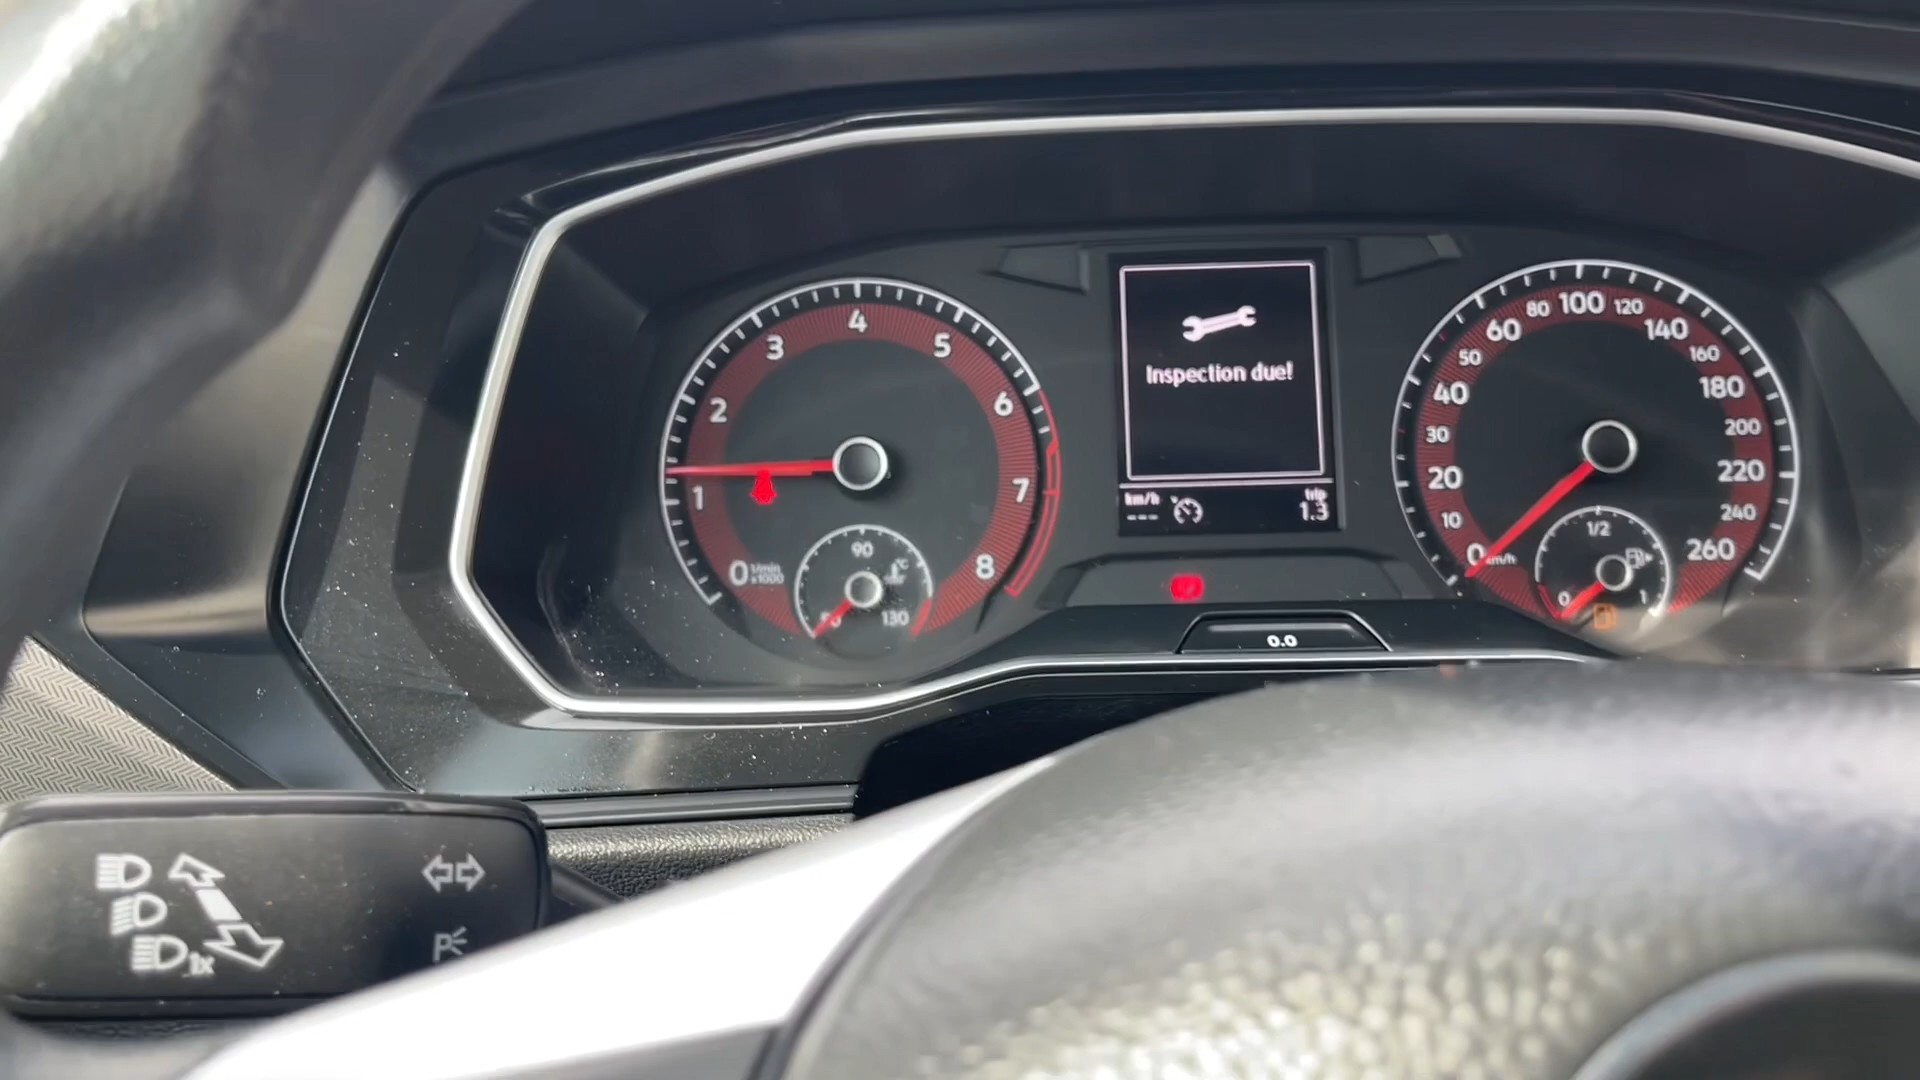 0 1 2 3 4 5 6 7 8
1/min
x1000
90
50 130
°C
Inspection due!
km/h
---
trip
1.3
0 10 20 30 40 50 60 80 100 120 140 160 180 200 220 240 260
km/h
1/2
0 1
0.0
1x
P